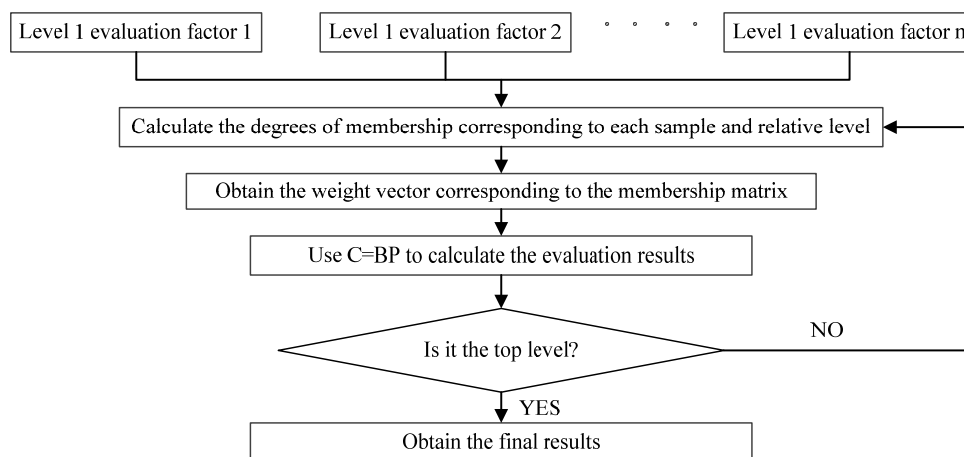 Level 1 evaluation factor 1
Level 1 evaluation factor 2
Level 1 evaluation factor n
Calculate the degrees of membership corresponding to each sample and relative level
Obtain the weight vector corresponding to the membership matrix
Use C=BP to calculate the evaluation results
Is it the top level?
NO
YES
Obtain the final results